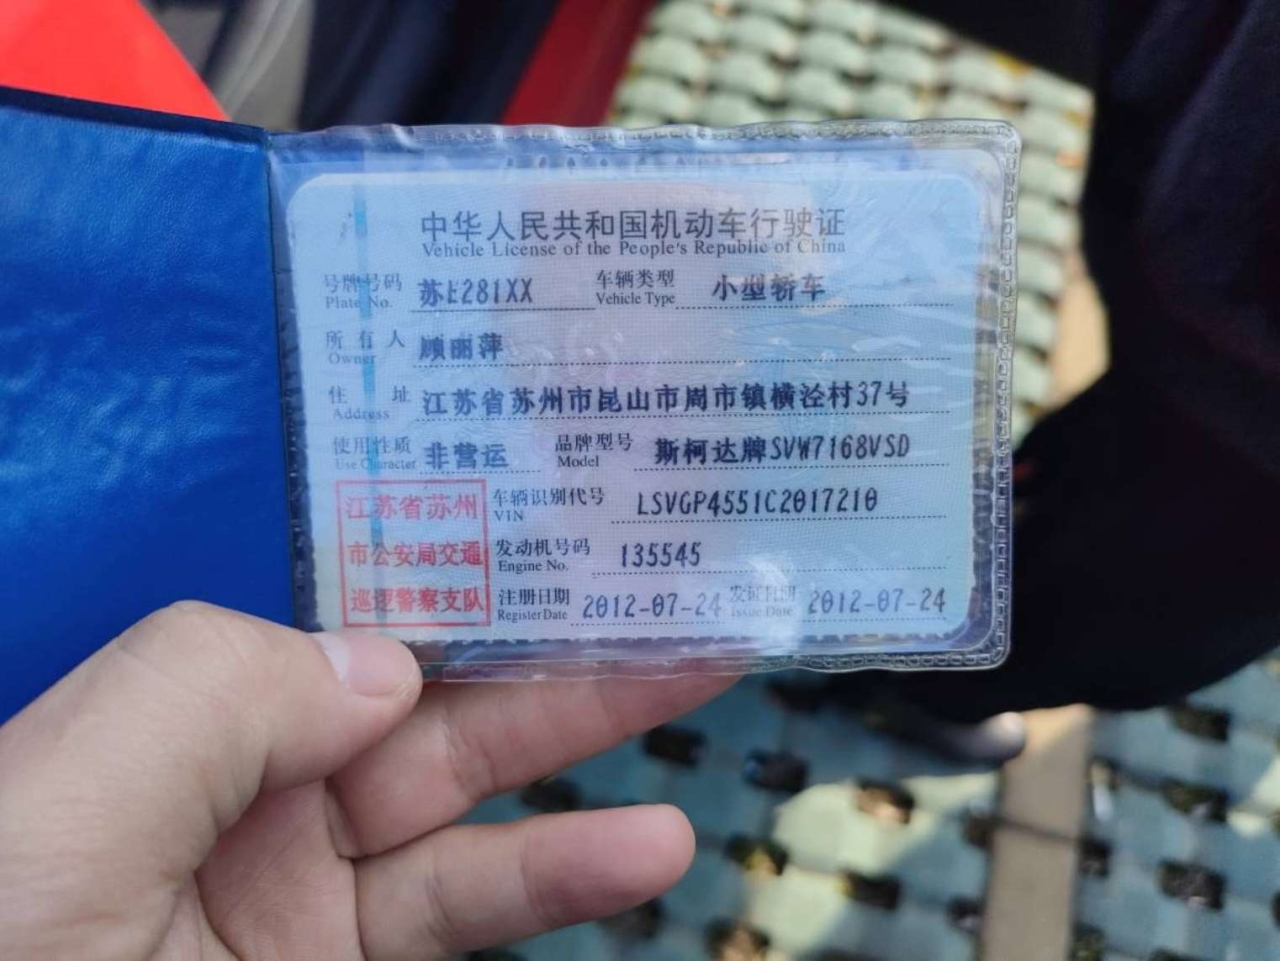 中华人民共和国机动车行驶证
Vehicle License of the People's Republic of China
号牌号码 苏E281XX 车辆类型 小型轿车
Plate No. Vehicle Type
所有人 顾丽萍
Owner
住址 江苏省苏州市昆山市周市镇横泾村37号
Address
使用性质 非营运 品牌型号 斯柯达牌SVW7168VSD
Use Character Model
江苏省苏州 车辆识别代号 LSVGP4551C2017210
VIN
市公安局交通 发动机号码 135545
Engine No.
巡逻警察支队 注册日期 2012-07-24 发证日期 2012-07-24
Register Date Issue Date